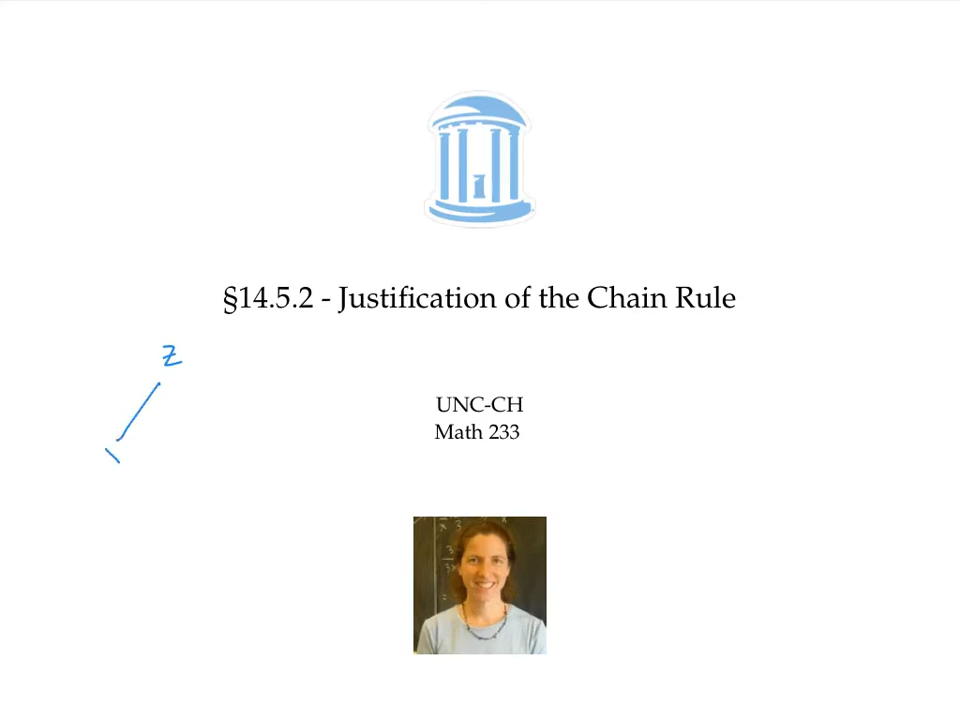 §14.5.2 - Justification of the Chain Rule
z
UNC-CH
Math 233